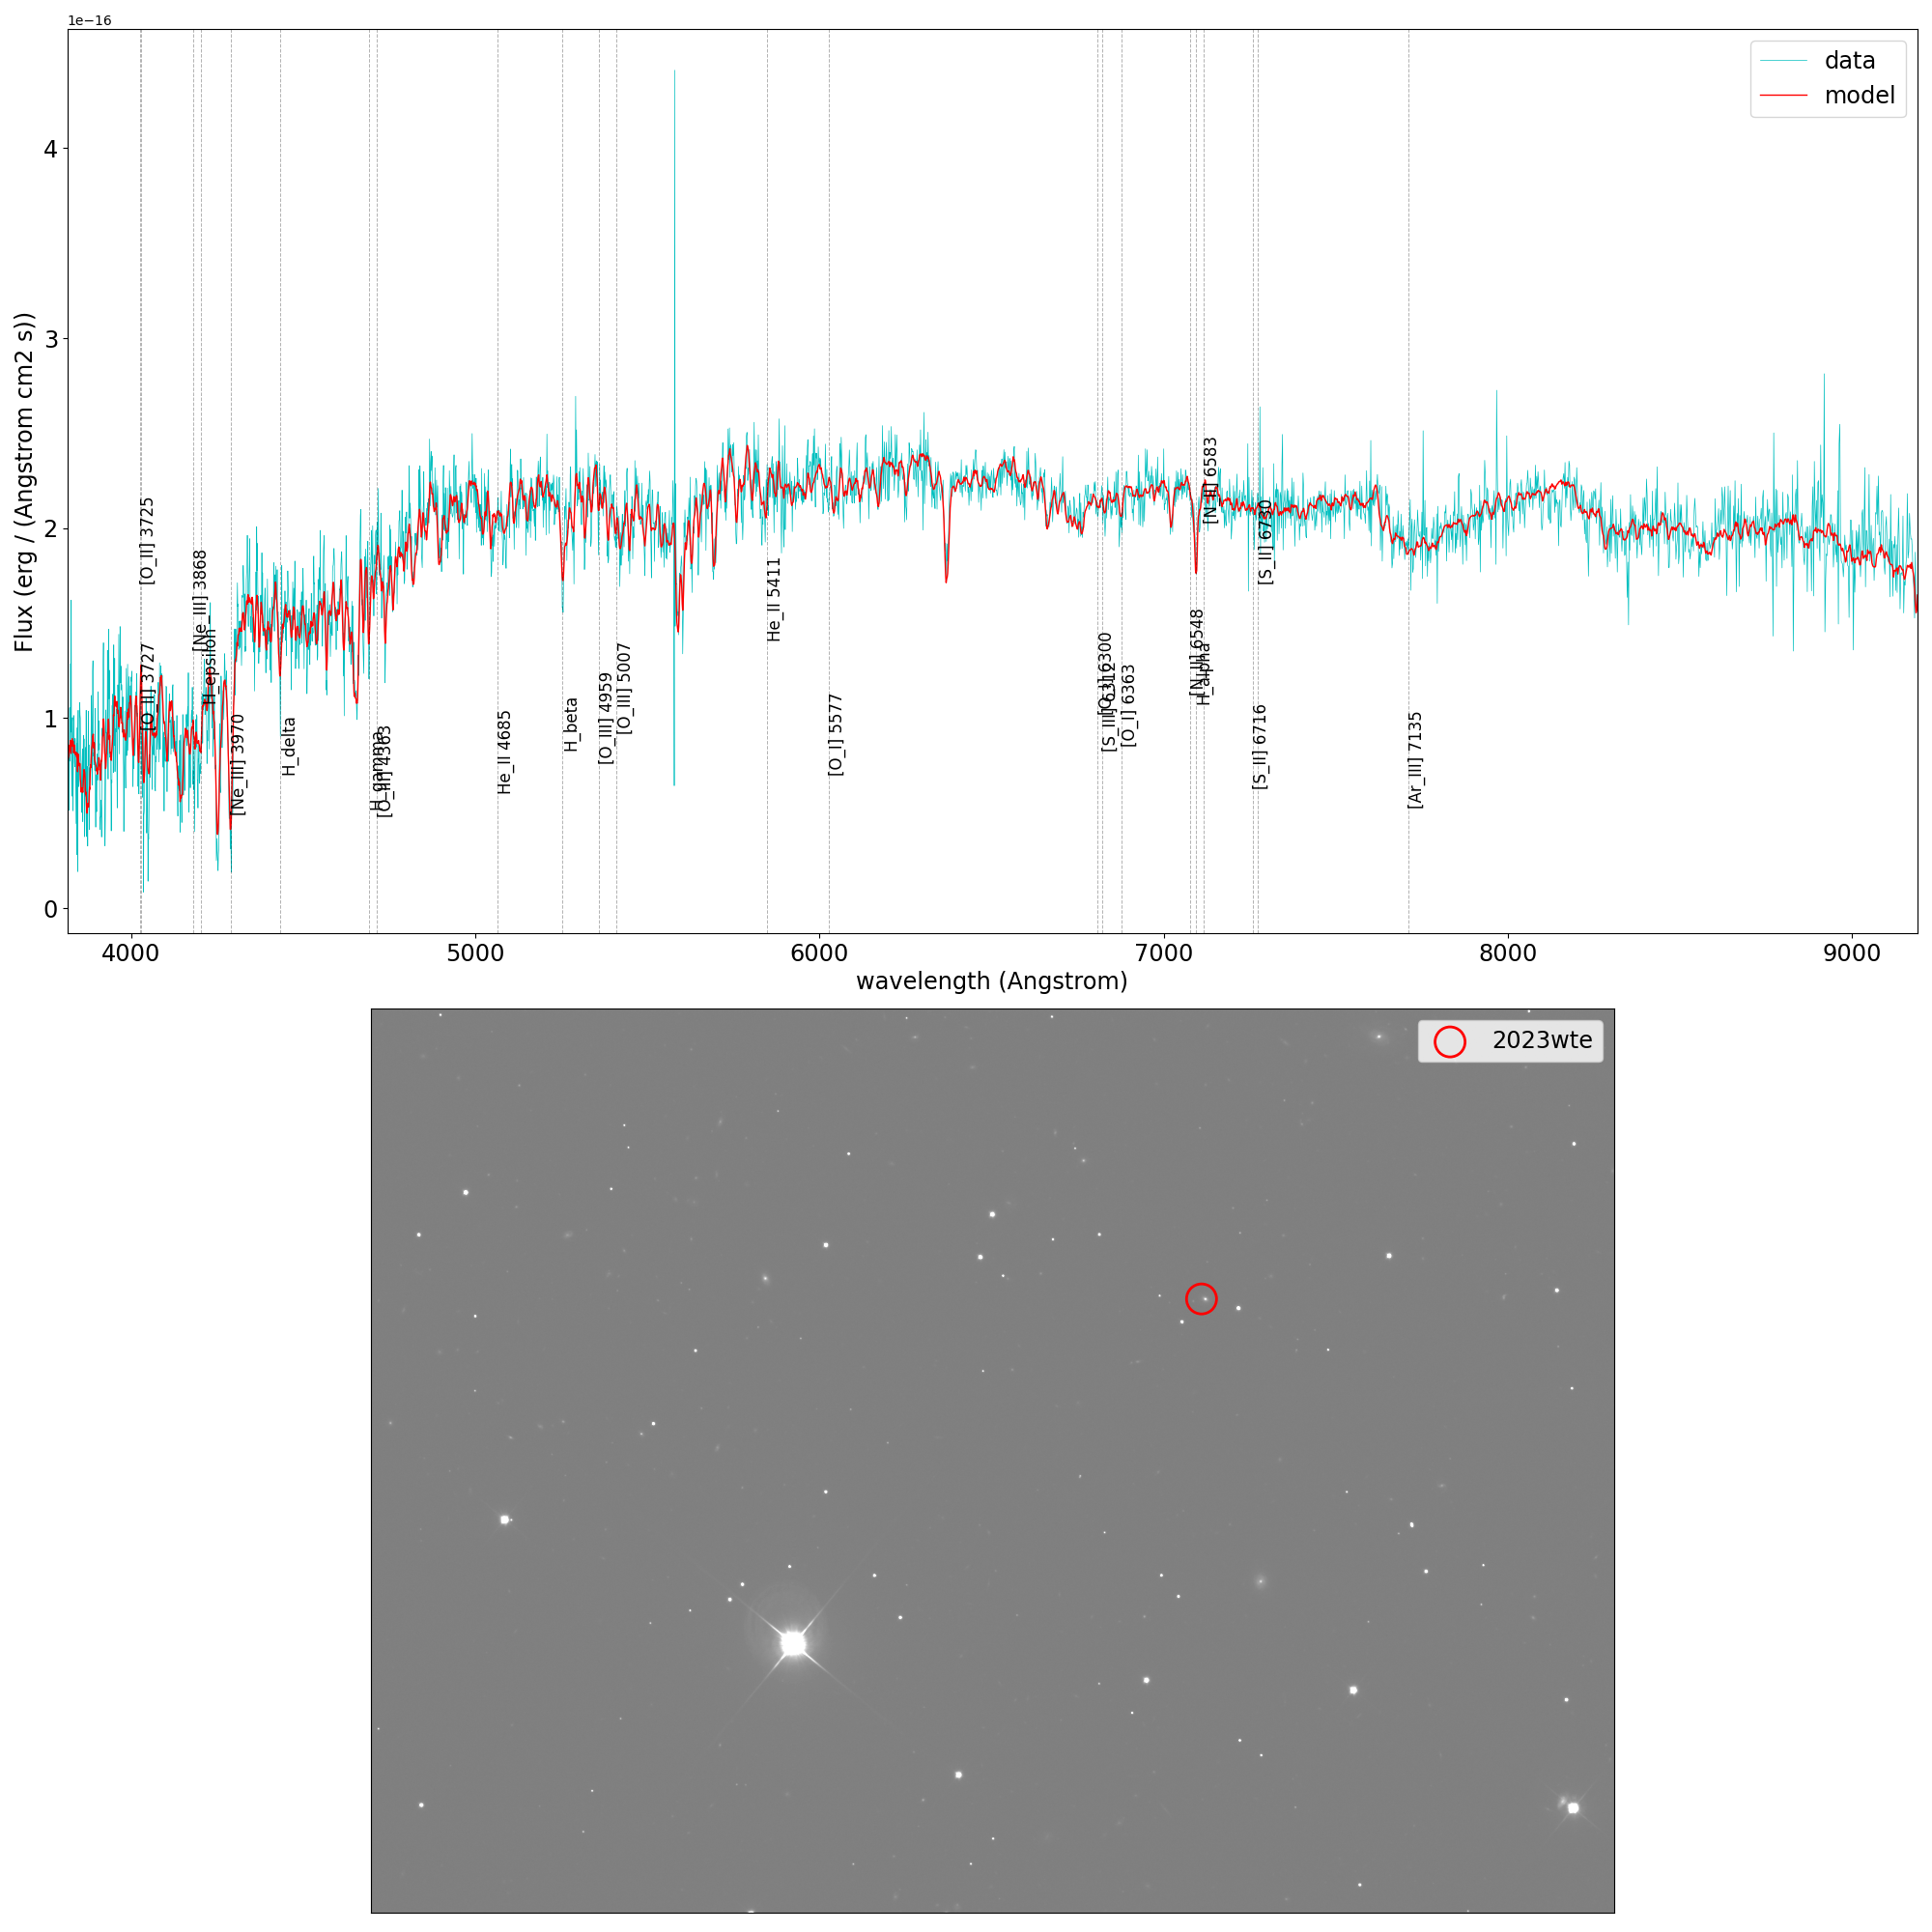 1e−16
data
model
Flux (erg / (Angstrom cm2 s))
4
3
2
1
0
[O_II] 3725
[O_II] 3727
[Ne_III] 3868
H_epsilon
[Ne_III] 3970
H_delta
H_gamma
[O_III] 4363
He_II 4685
H_beta
[O_III] 4959
[O_III] 5007
He_II 5411
[O_I] 5577
[O_I] 6300
[S_III] 6312
[O_I] 6363
[N_II] 6548
H_alpha
[N_II] 6583
[S_II] 6716
[S_II] 6730
[Ar_III] 7135
4000
5000
6000
7000
8000
9000
wavelength (Angstrom)
2023wte